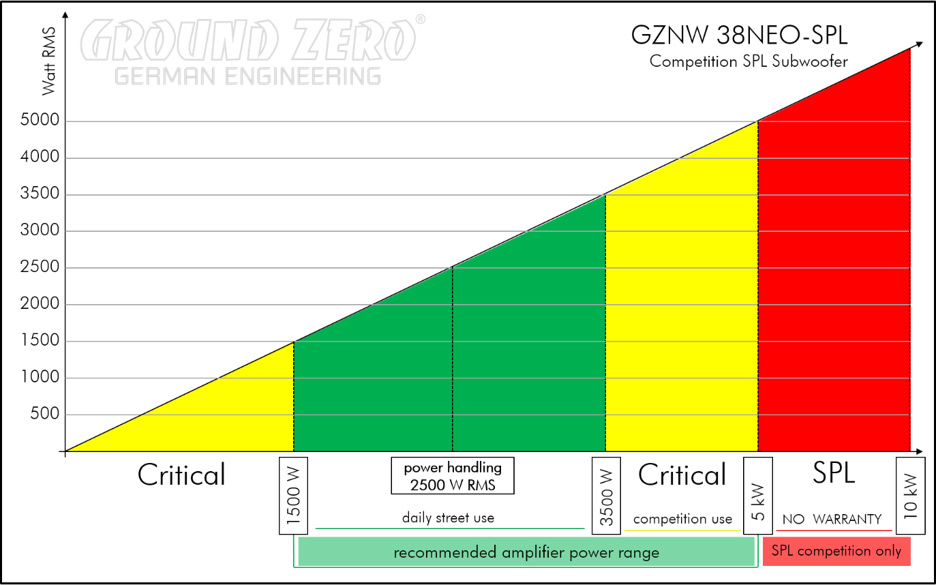 GROUND ZERO®
GERMAN ENGINEERING
GZNW 38NEO-SPL
Competition SPL Subwoofer
Watt RMS
5000
4000
3500
3000
2500
2000
1500
1000
500
Critical
1500 W
power handling
2500 W RMS
3500 W
Critical
5 kW
SPL
10 kW
daily street use
competition use
NO WARRANTY
recommended amplifier power range
SPL competition only